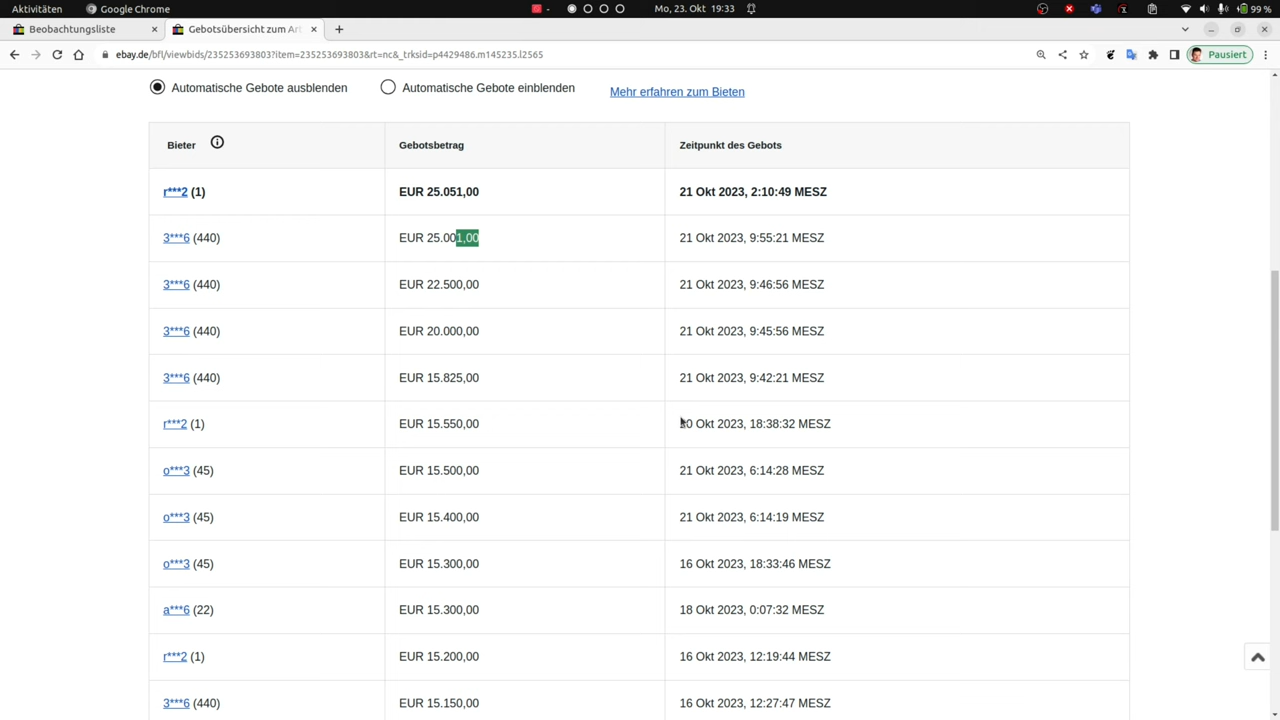 Aktivitäten
Google Chrome
Mo, 23. Okt 19:33
99 %
Beobachtungsliste
Gebotsübersicht zum Art
ebay.de/bfl/viewbids/235253693803?item=235253693803&rt=nc&_trksid=p4429486.m145235.l2565
Pausiert
Automatische Gebote ausblenden
Automatische Gebote einblenden
Mehr erfahren zum Bieten
Bieter Gebotsbetrag Zeitpunkt des Gebots
r***2 (1) EUR 25.051,00 21 Okt 2023, 2:10:49 MESZ
3***6 (440) EUR 25.001,00 21 Okt 2023, 9:55:21 MESZ
3***6 (440) EUR 22.500,00 21 Okt 2023, 9:46:56 MESZ
3***6 (440) EUR 20.000,00 21 Okt 2023, 9:45:56 MESZ
3***6 (440) EUR 15.825,00 21 Okt 2023, 9:42:21 MESZ
r***2 (1) EUR 15.550,00 20 Okt 2023, 18:38:32 MESZ
o***3 (45) EUR 15.500,00 21 Okt 2023, 6:14:28 MESZ
o***3 (45) EUR 15.400,00 21 Okt 2023, 6:14:19 MESZ
o***3 (45) EUR 15.300,00 16 Okt 2023, 18:33:46 MESZ
a***6 (22) EUR 15.300,00 18 Okt 2023, 0:07:32 MESZ
r***2 (1) EUR 15.200,00 16 Okt 2023, 12:19:44 MESZ
3***6 (440) EUR 15.150,00 16 Okt 2023, 12:27:47 MESZ